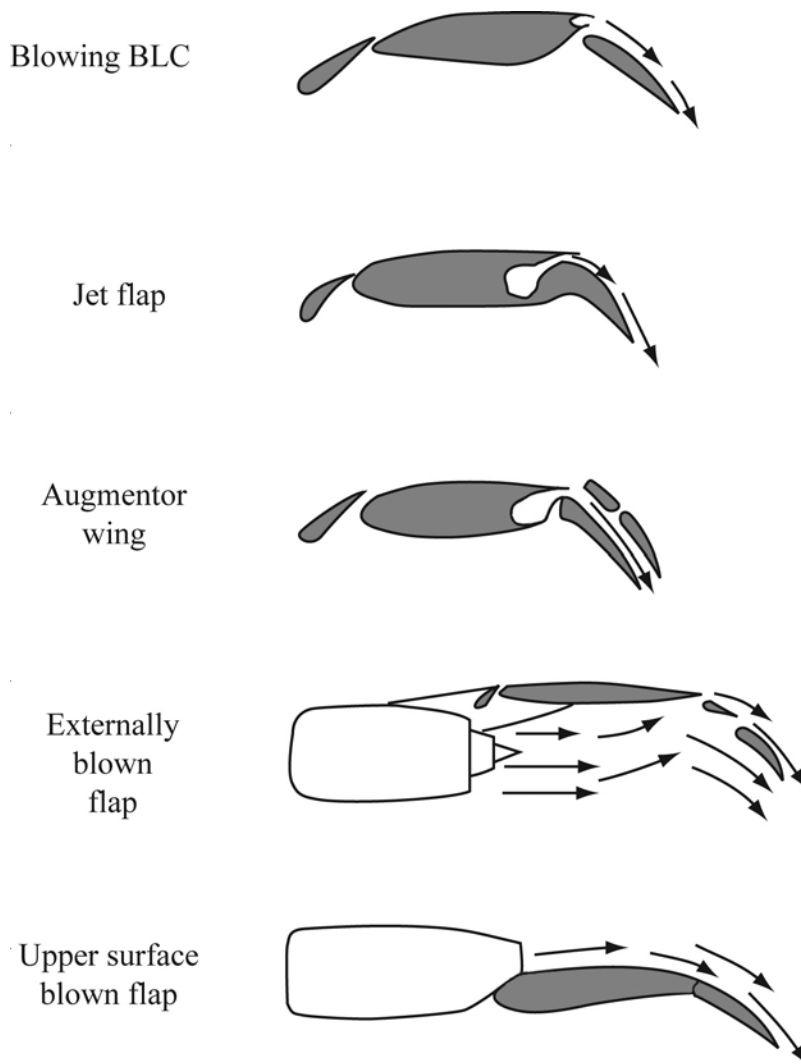 Blowing BLC
Jet flap
Augmentor
wing
Externally
blown
flap
Upper surface
blown flap